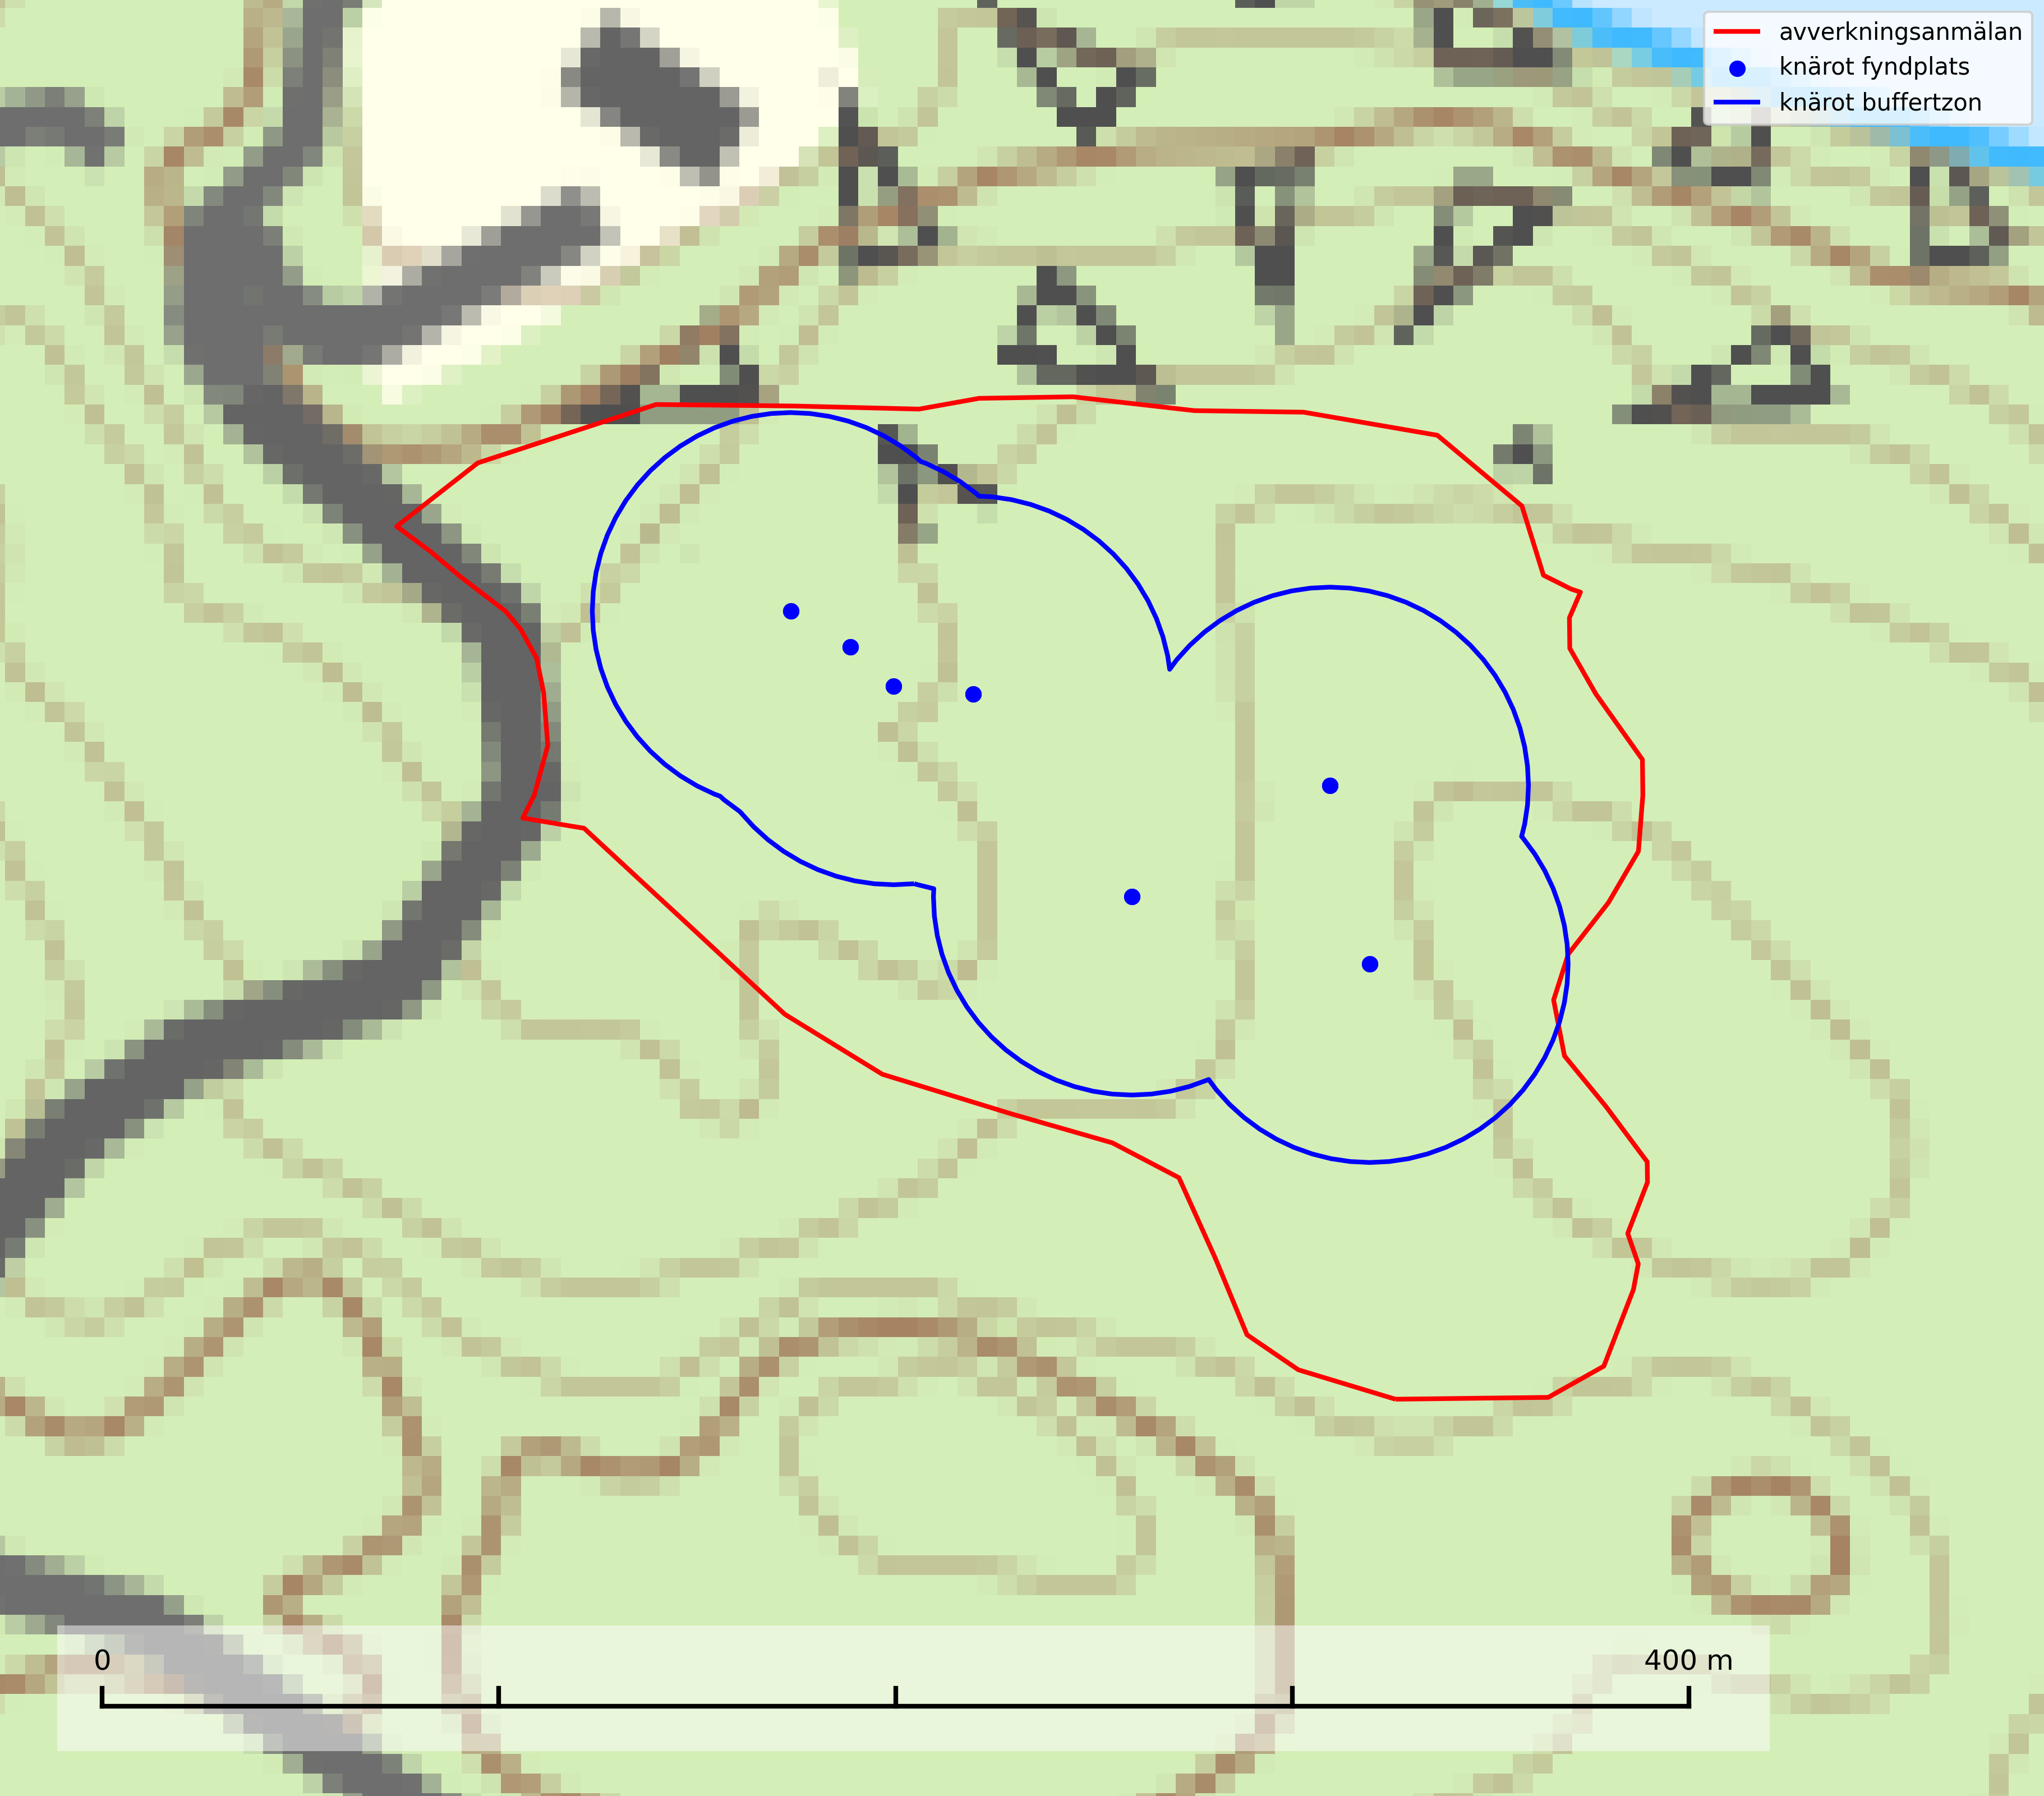 avverkningsanmälan
knärot fyndplats
knärot buffertzon
0
400 m